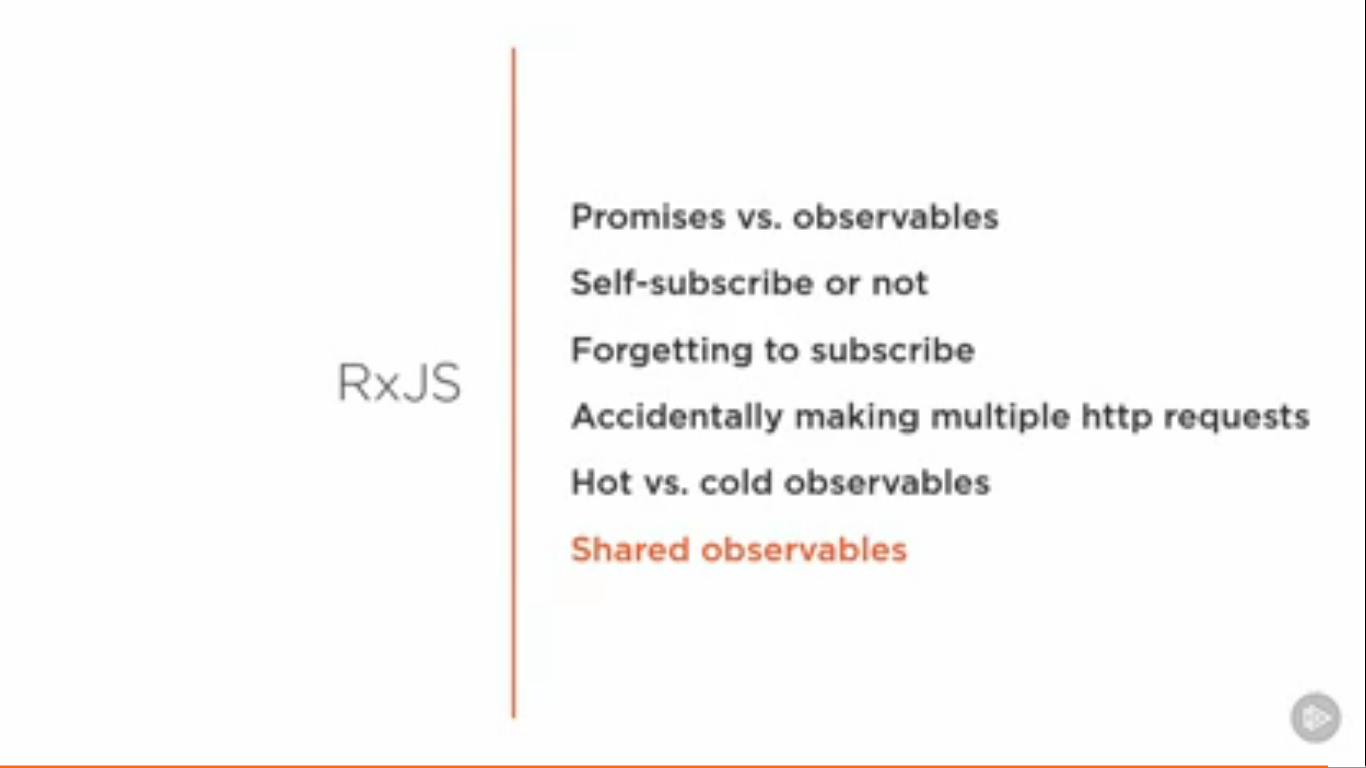 RxJS
Promises vs. observables
Self-subscribe or not
Forgetting to subscribe
Accidentally making multiple http requests
Hot vs. cold observables
Shared observables